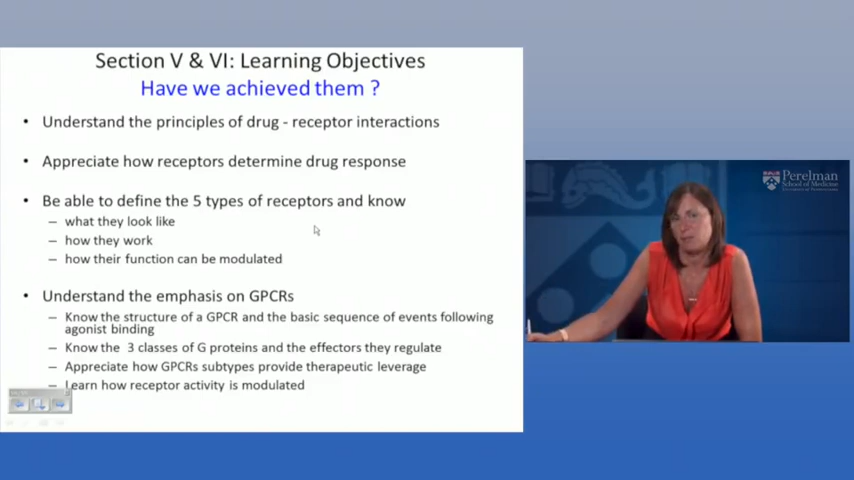 Section V & VI: Learning Objectives
Have we achieved them ?
• Understand the principles of drug - receptor interactions
• Appreciate how receptors determine drug response
• Be able to define the 5 types of receptors and know
– what they look like
– how they work
– how their function can be modulated
• Understand the emphasis on GPCRs
– Know the structure of a GPCR and the basic sequence of events following
agonist binding
– Know the 3 classes of G proteins and the effectors they regulate
– Appreciate how GPCRs subtypes provide therapeutic leverage
– Learn how receptor activity is modulated
Perelman
School of Medicine